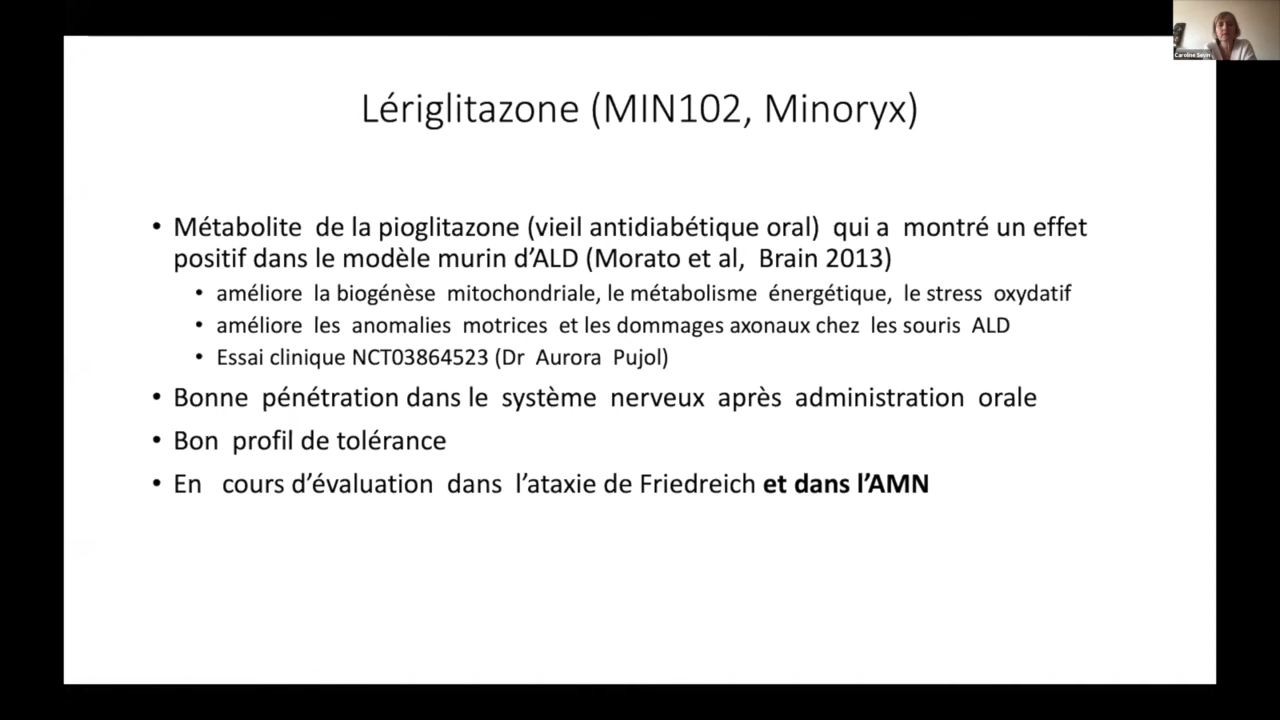 Caroline Sevin
Lériglitazone (MIN102, Minoryx)
• Métabolite de la pioglitazone (vieil antidiabétique oral) qui a montré un effet
positif dans le modèle murin d’ALD (Morato et al, Brain 2013)
• améliore la biogénèse mitochondriale, le métabolisme énergétique, le stress oxydatif
• améliore les anomalies motrices et les dommages axonaux chez les souris ALD
• Essai clinique NCT03864523 (Dr Aurora Pujol)
• Bonne pénétration dans le système nerveux après administration orale
• Bon profil de tolérance
• En cours d’évaluation dans l’ataxie de Friedreich et dans l’AMN